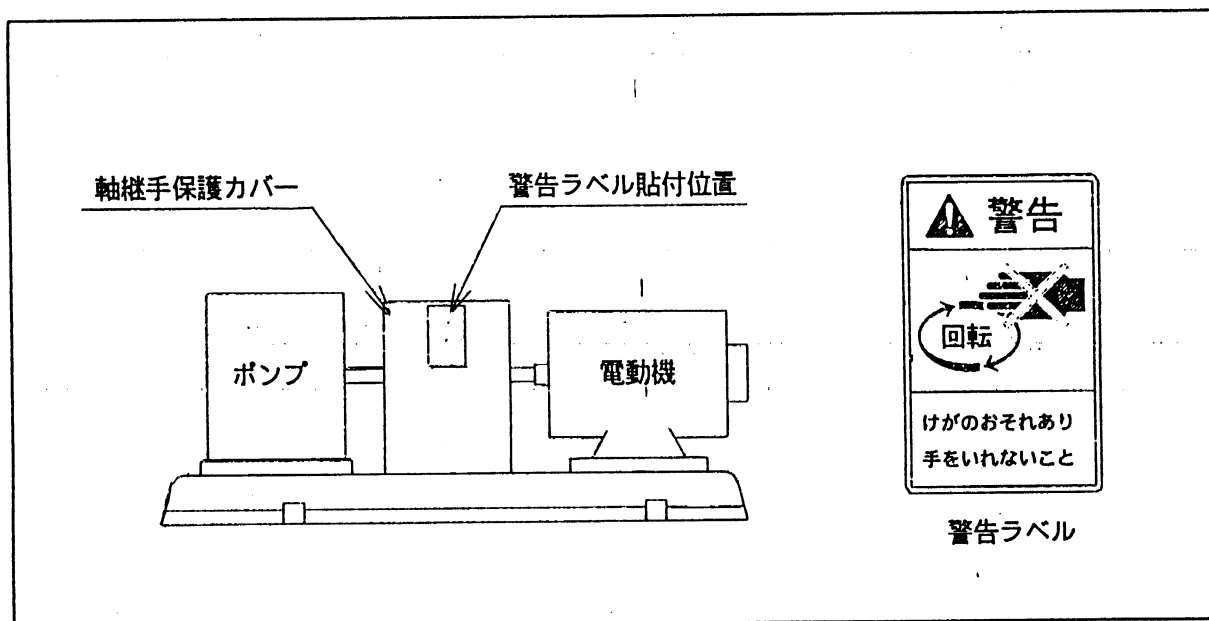 軸継手保護カバー
警告ラベル貼付位置
ポンプ
電動機
警告
回転
けがのおそれあり
手をいれないこと
警告ラベル